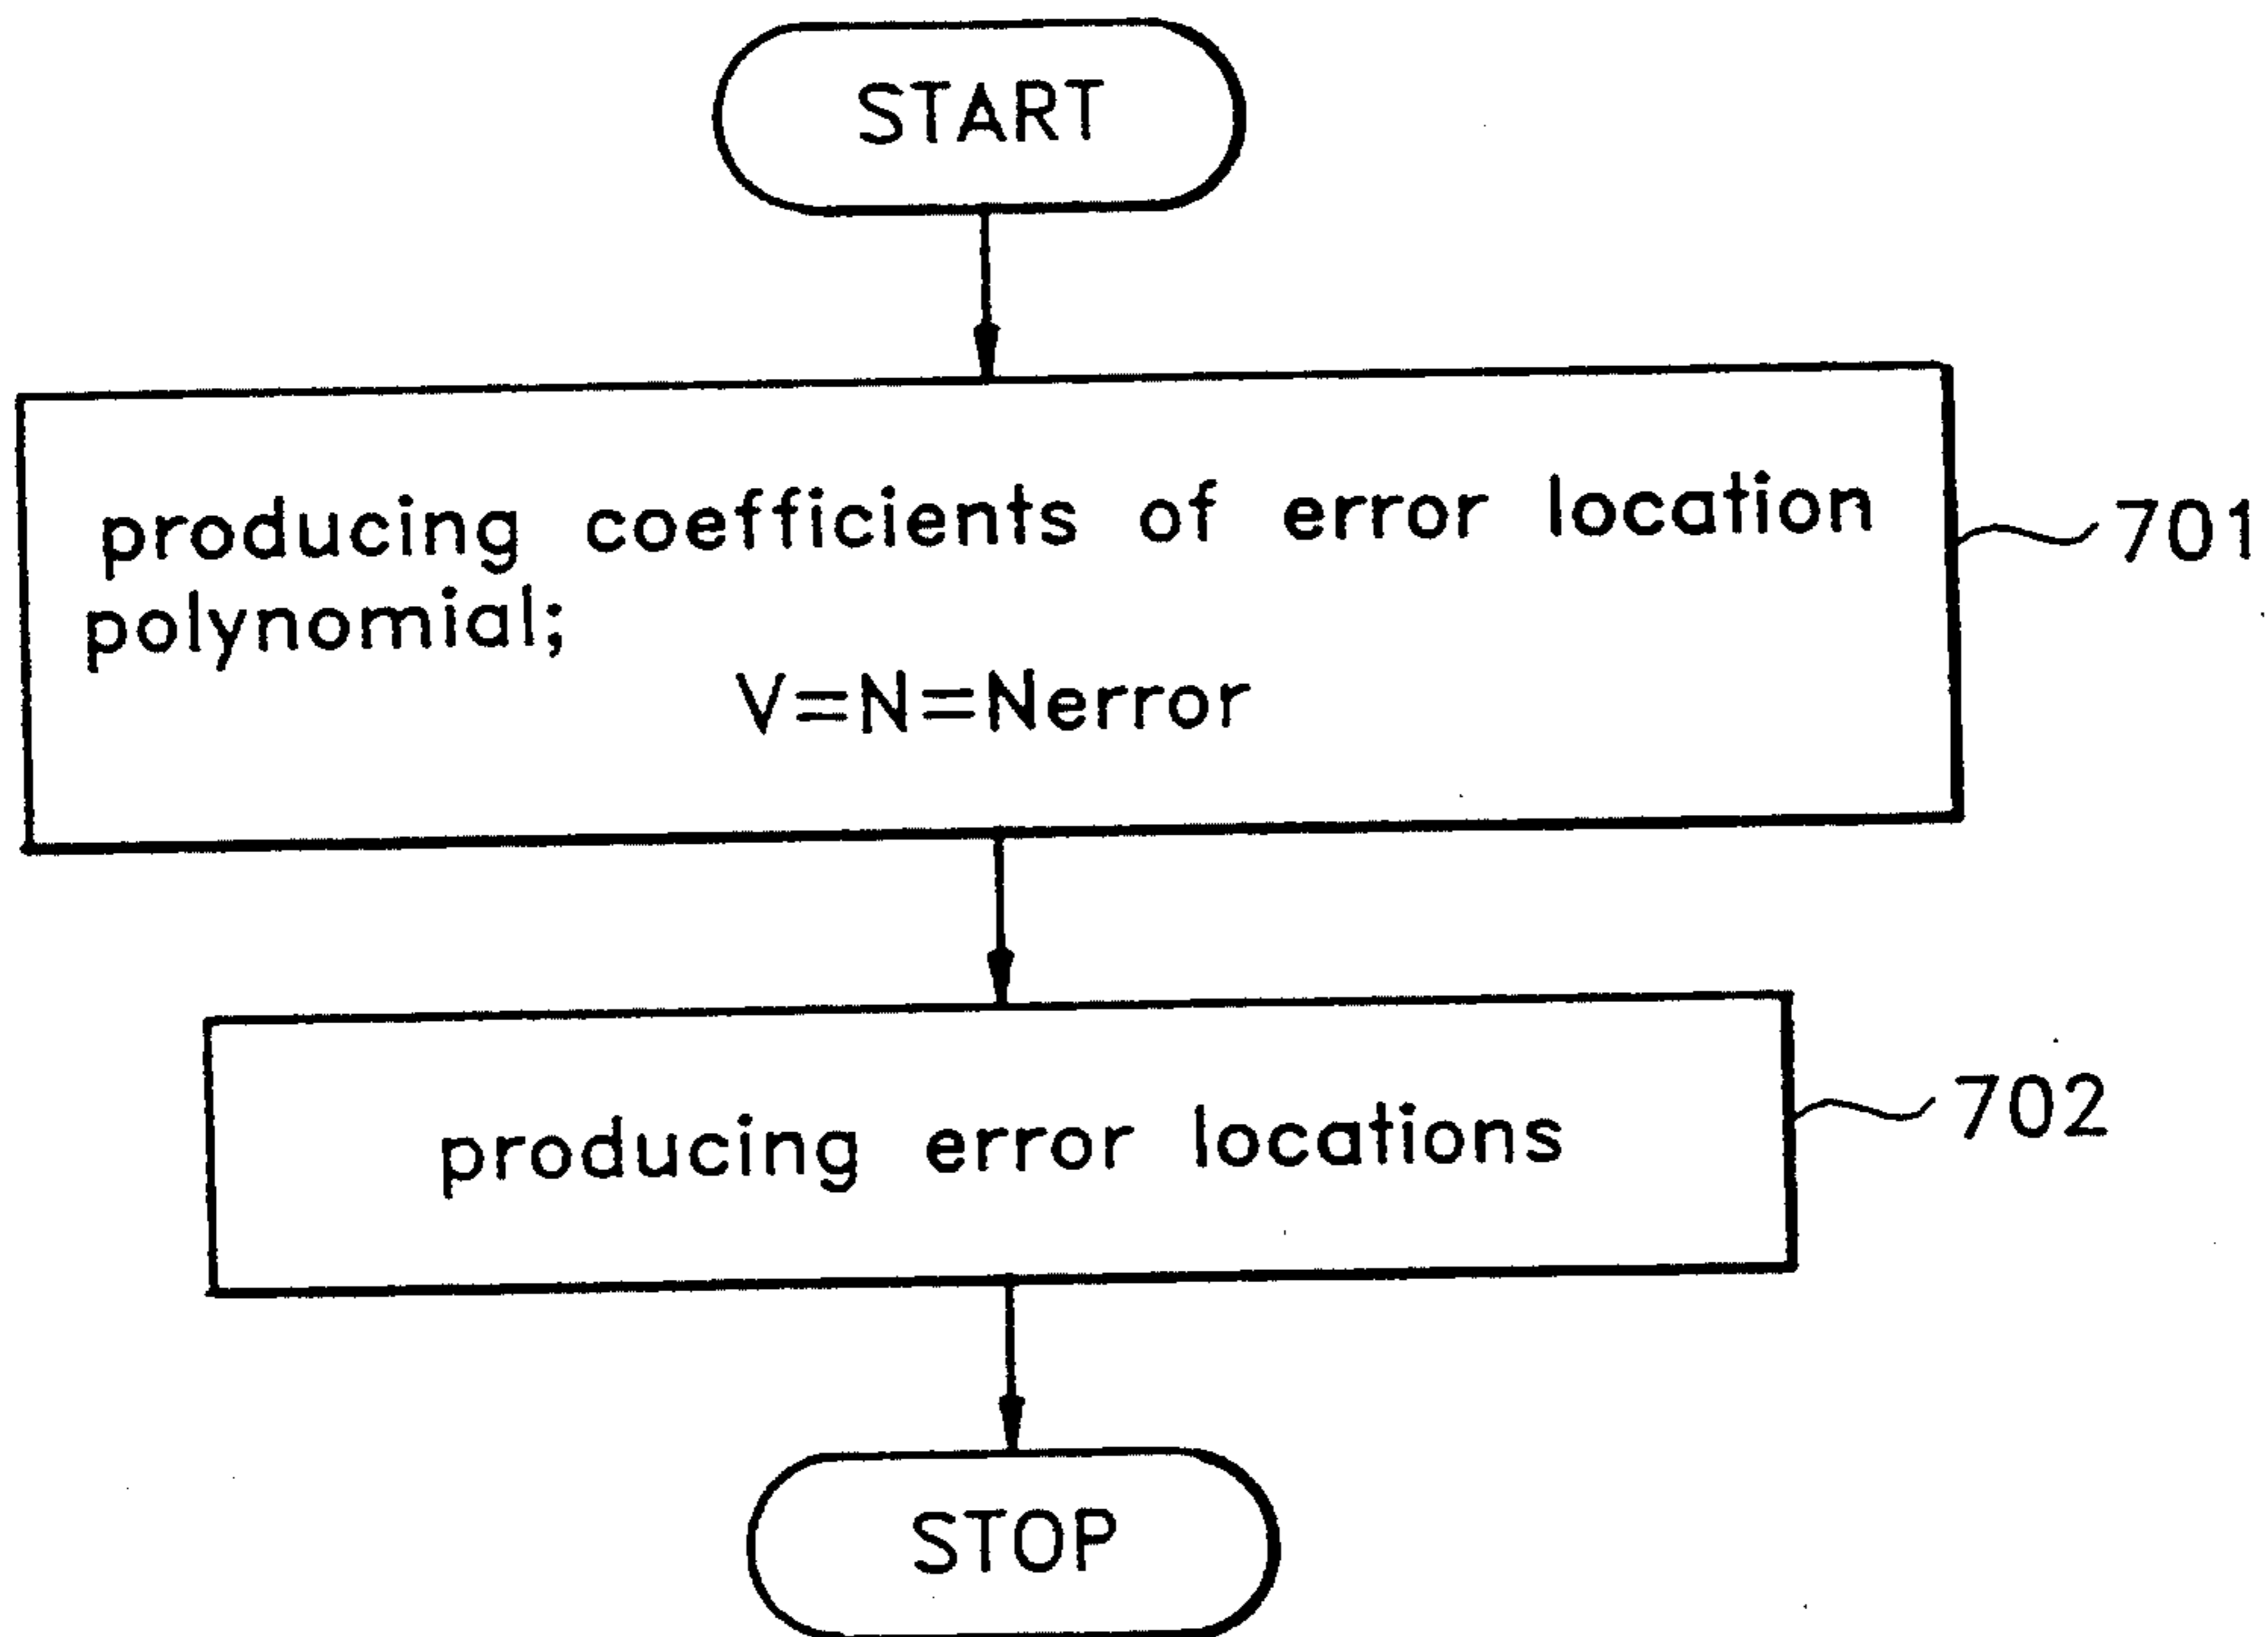 START
producing coefficients of error location
polynomial;
V=N=Nerror
701
producing error locations
702
STOP